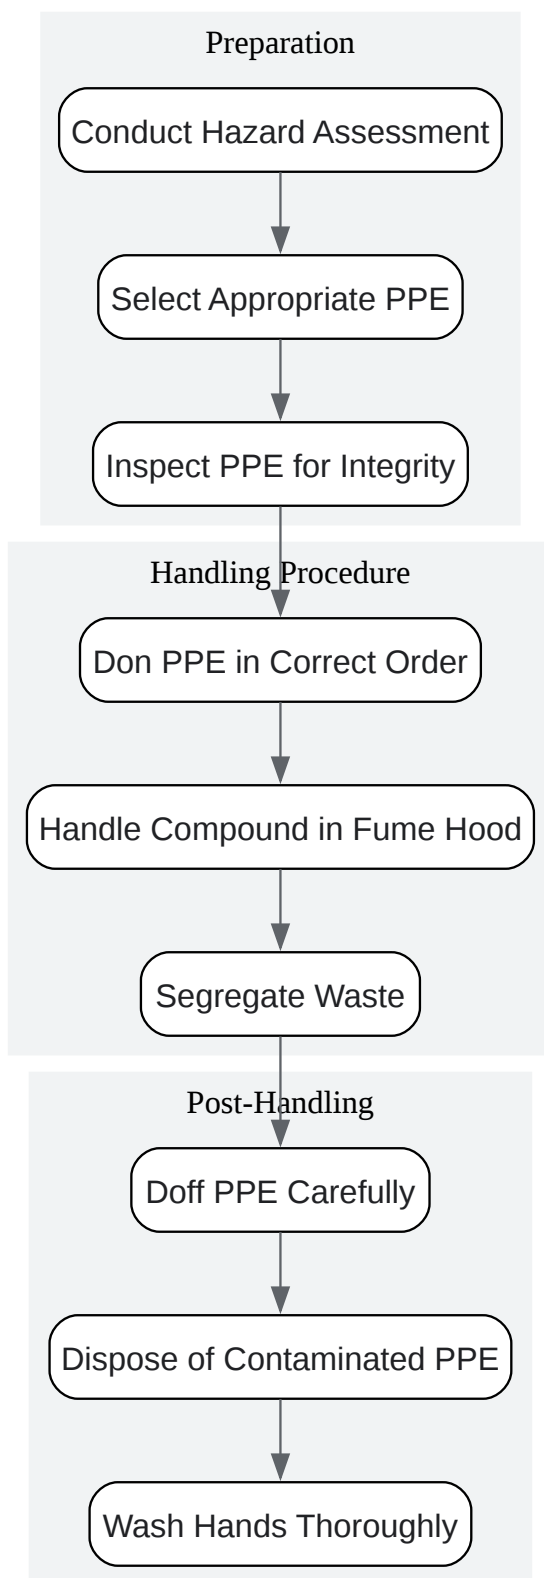 Preparation
Conduct Hazard Assessment
Select Appropriate PPE
Inspect PPE for Integrity
Handling Procedure
Don PPE in Correct Order
Handle Compound in Fume Hood
Segregate Waste
Post-Handling
Doff PPE Carefully
Dispose of Contaminated PPE
Wash Hands Thoroughly